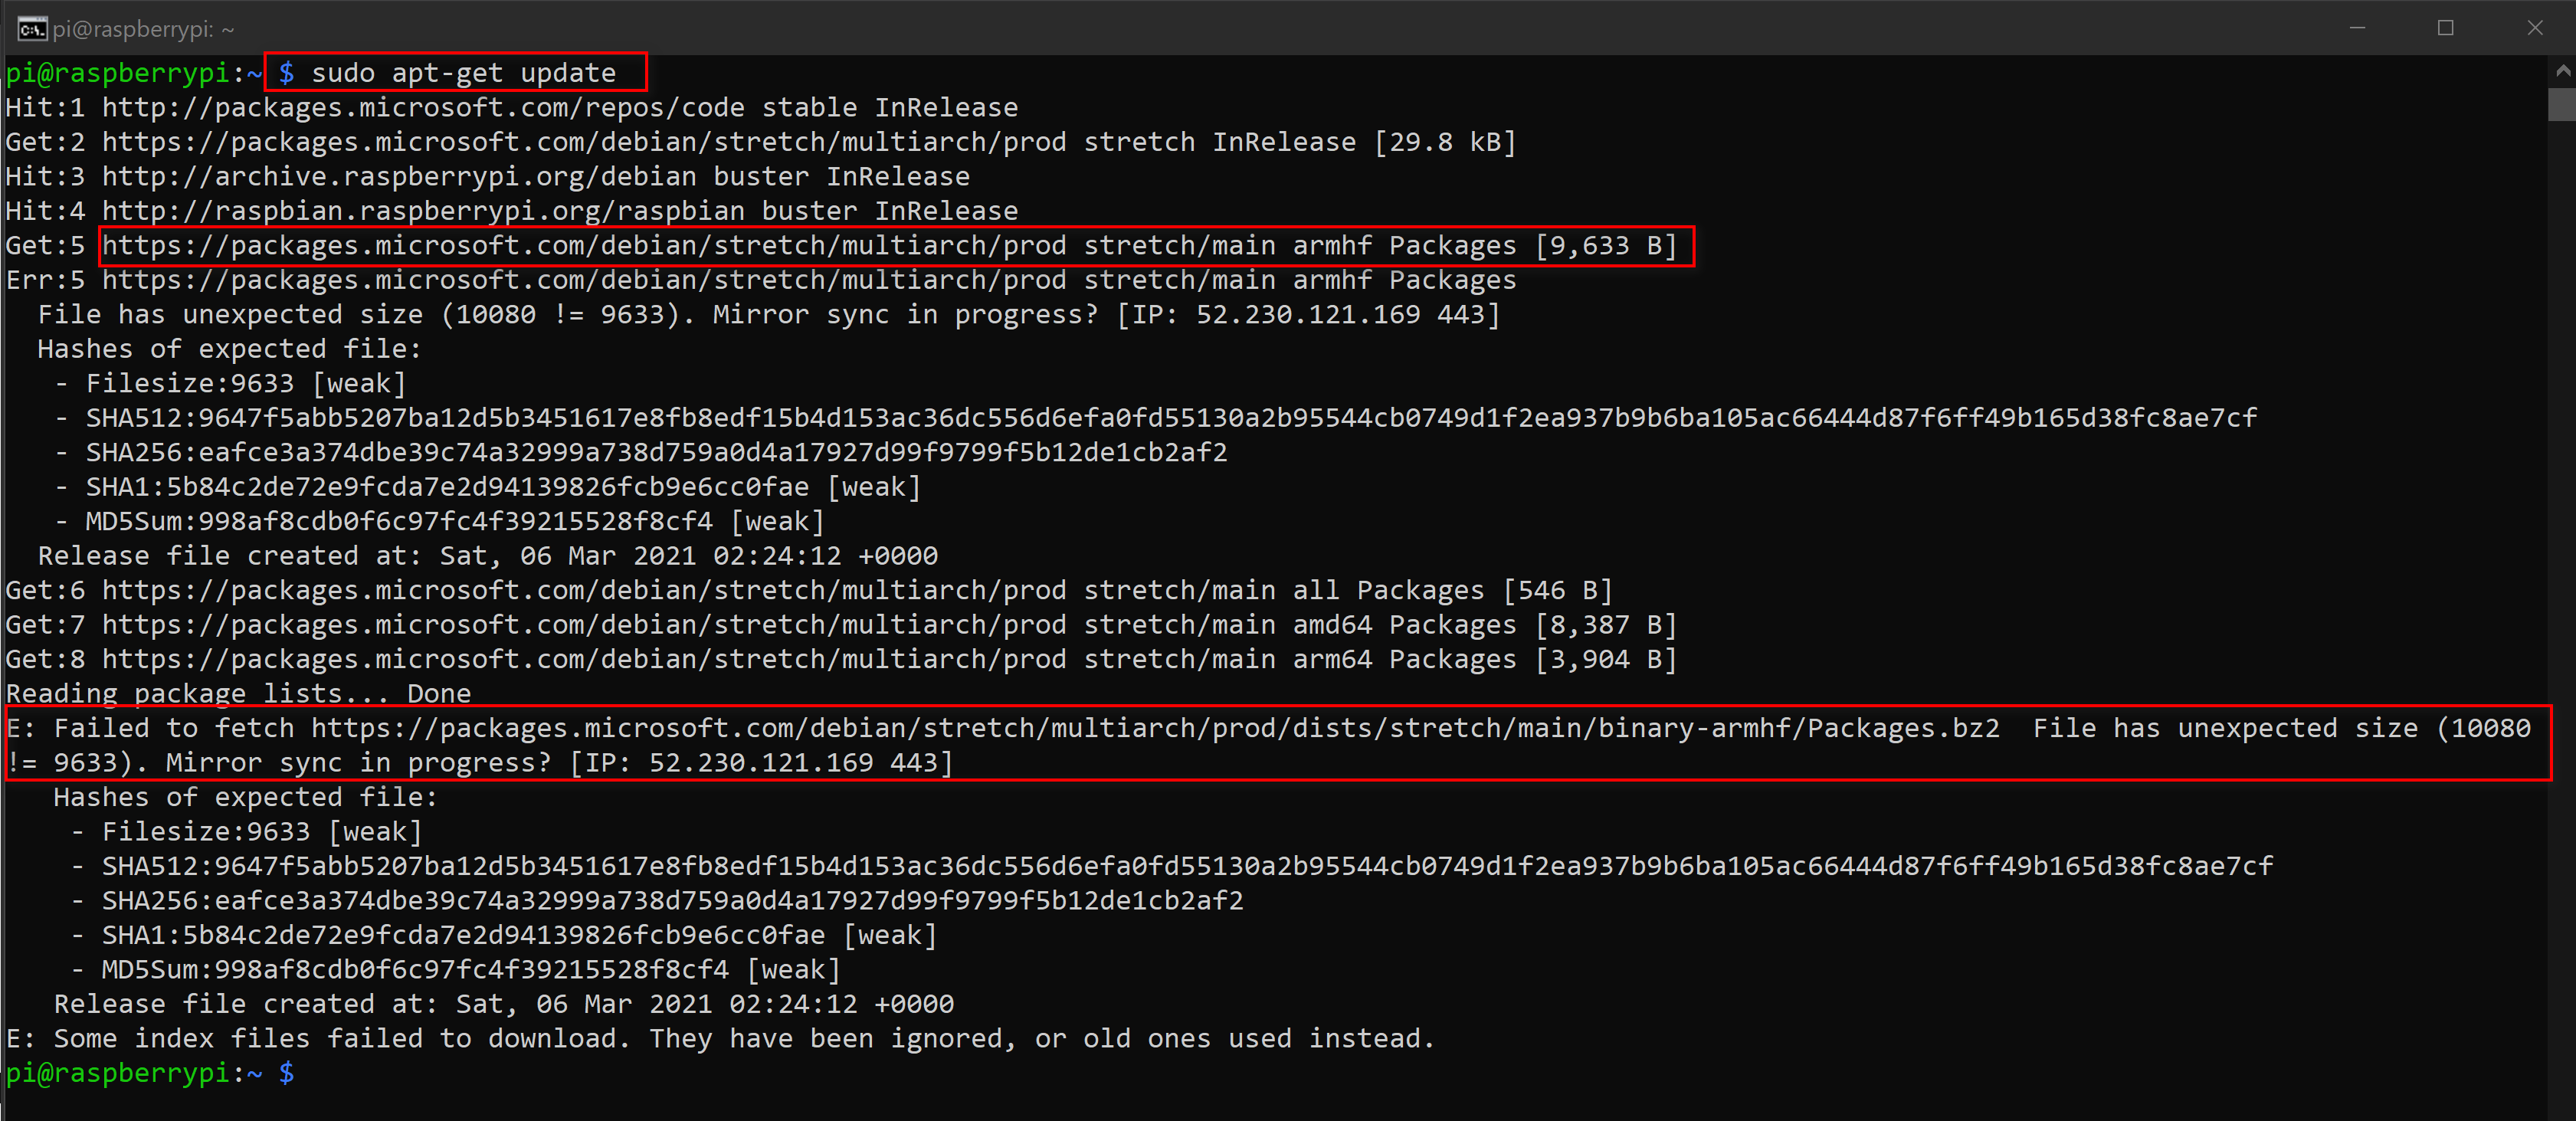 pi@raspberrypi: ~
pi@raspberrypi:~ $ sudo apt-get update
Hit:1 http://packages.microsoft.com/repos/code stable InRelease
Get:2 https://packages.microsoft.com/debian/stretch/multiarch/prod stretch InRelease [29.8 kB]
Hit:3 http://archive.raspberrypi.org/debian buster InRelease
Hit:4 http://raspbian.raspberrypi.org/raspbian buster InRelease
Get:5 https://packages.microsoft.com/debian/stretch/multiarch/prod stretch/main armhf Packages [9,633 B]
Err:5 https://packages.microsoft.com/debian/stretch/multiarch/prod stretch/main armhf Packages
  File has unexpected size (10080 != 9633). Mirror sync in progress? [IP: 52.230.121.169 443]
  Hashes of expected file:
   - Filesize:9633 [weak]
   - SHA512:9647f5abb5207ba12d5b3451617e8fb8edf15b4d153ac36dc556d6efa0fd55130a2b95544cb0749d1f2ea937b9b6ba105ac66444d87f6ff49b165d38fc8ae7cf
   - SHA256:eafce3a374dbe39c74a32999a738d759a0d4a17927d99f9799f5b12de1cb2af2
   - SHA1:5b84c2de72e9fcda7e2d94139826fcb9e6cc0fae [weak]
   - MD5Sum:998af8cdb0f6c97fc4f39215528f8cf4 [weak]
  Release file created at: Sat, 06 Mar 2021 02:24:12 +0000
Get:6 https://packages.microsoft.com/debian/stretch/multiarch/prod stretch/main all Packages [546 B]
Get:7 https://packages.microsoft.com/debian/stretch/multiarch/prod stretch/main amd64 Packages [8,387 B]
Get:8 https://packages.microsoft.com/debian/stretch/multiarch/prod stretch/main arm64 Packages [3,904 B]
Reading package lists... Done
E: Failed to fetch https://packages.microsoft.com/debian/stretch/multiarch/prod/dists/stretch/main/binary-armhf/Packages.bz2  File has unexpected size (10080
!= 9633). Mirror sync in progress? [IP: 52.230.121.169 443]
   Hashes of expected file:
    - Filesize:9633 [weak]
    - SHA512:9647f5abb5207ba12d5b3451617e8fb8edf15b4d153ac36dc556d6efa0fd55130a2b95544cb0749d1f2ea937b9b6ba105ac66444d87f6ff49b165d38fc8ae7cf
    - SHA256:eafce3a374dbe39c74a32999a738d759a0d4a17927d99f9799f5b12de1cb2af2
    - SHA1:5b84c2de72e9fcda7e2d94139826fcb9e6cc0fae [weak]
    - MD5Sum:998af8cdb0f6c97fc4f39215528f8cf4 [weak]
   Release file created at: Sat, 06 Mar 2021 02:24:12 +0000
E: Some index files failed to download. They have been ignored, or old ones used instead.
pi@raspberrypi:~ $